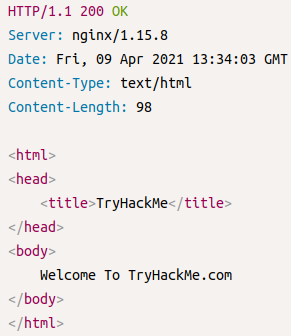 HTTP/1.1 200 OK
Server: nginx/1.15.8
Date: Fri, 09 Apr 2021 13:34:03 GMT
Content-Type: text/html
Content-Length: 98

<html>
<head>
    <title>TryHackMe</title>
</head>
<body>
    Welcome To TryHackMe.com
</body>
</html>